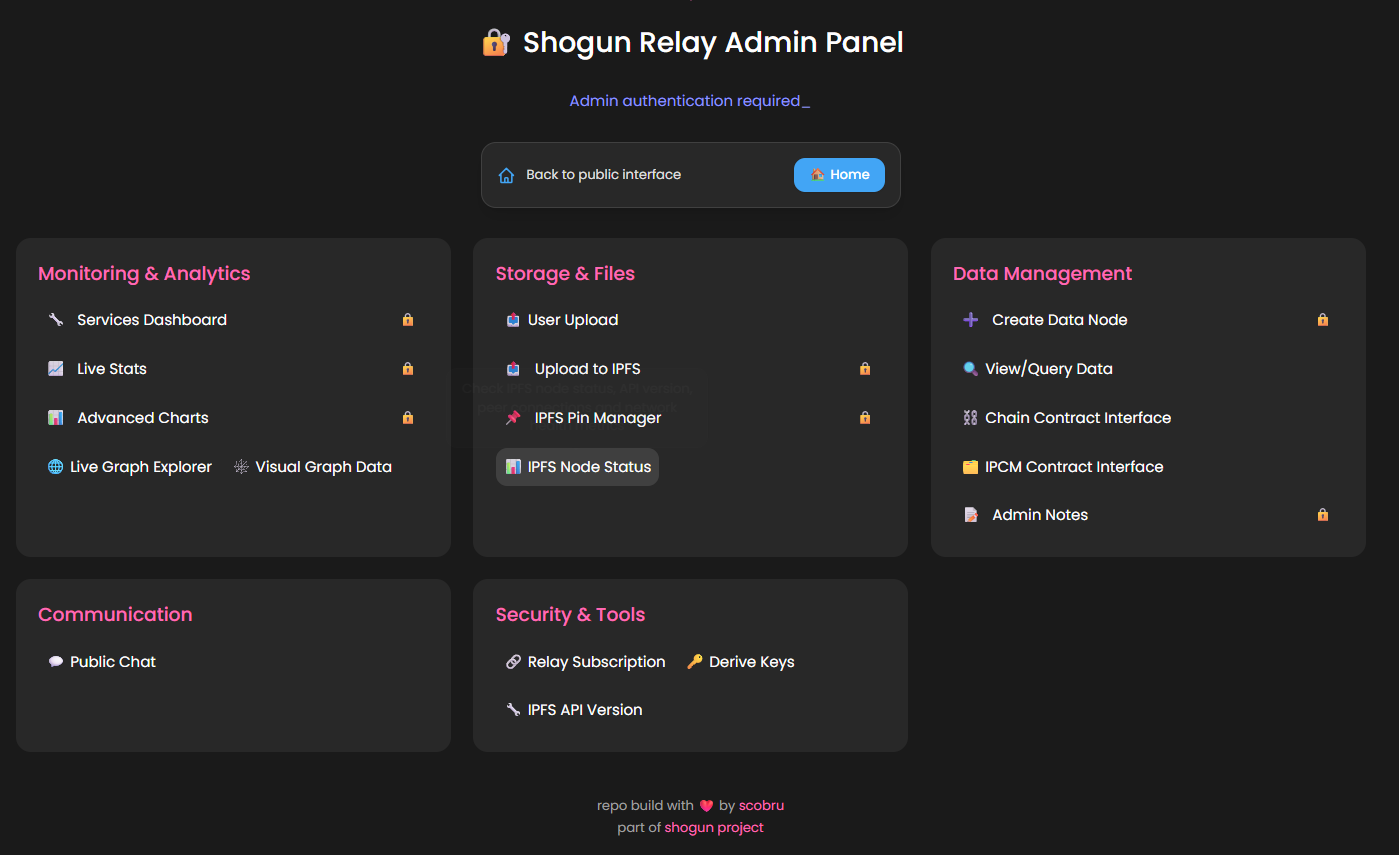 Shogun Relay Admin Panel
Admin authentication required_
Back to public interface
Home
Monitoring & Analytics
Services Dashboard
Live Stats
Advanced Charts
Live Graph Explorer Visual Graph Data
Storage & Files
User Upload
Upload to IPFS
Check IPFS node status, API version,
IPFS Pin Manager
IPFS Node Status
Data Management
Create Data Node
View/Query Data
Chain Contract Interface
IPCM Contract Interface
Admin Notes
Communication
Public Chat
Security & Tools
Relay Subscription Derive Keys
IPFS API Version
repo build with ❤️ by scobru
part of shogun project